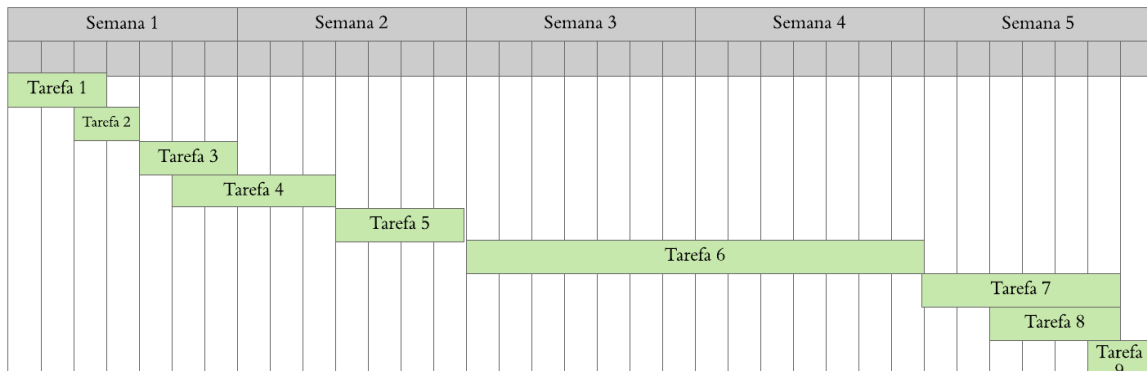 Semana 1 Semana 2 Semana 3 Semana 4 Semana 5
Tarefa 1
Tarefa 2
Tarefa 3
Tarefa 4
Tarefa 5
Tarefa 6
Tarefa 7
Tarefa 8
Tarefa
9